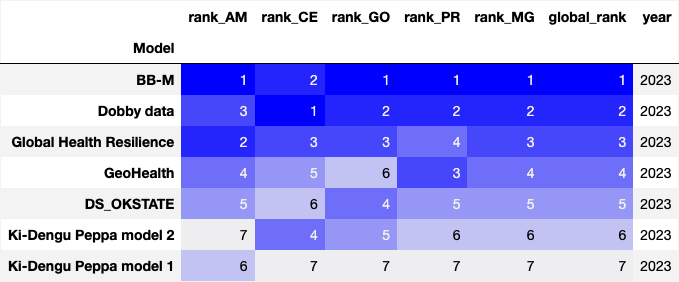 rank_AM rank_CE rank_GO rank_PR rank_MG global_rank year
Model
BB-M 1 2 1 1 1 1 2023
Dobby data 3 1 2 2 2 2 2023
Global Health Resilience 2 3 3 4 3 3 2023
GeoHealth 4 5 6 3 4 4 2023
DS_OKSTATE 5 6 4 5 5 5 2023
Ki-Dengu Peppa model 2 7 4 5 6 6 6 2023
Ki-Dengu Peppa model 1 6 7 7 7 7 7 2023